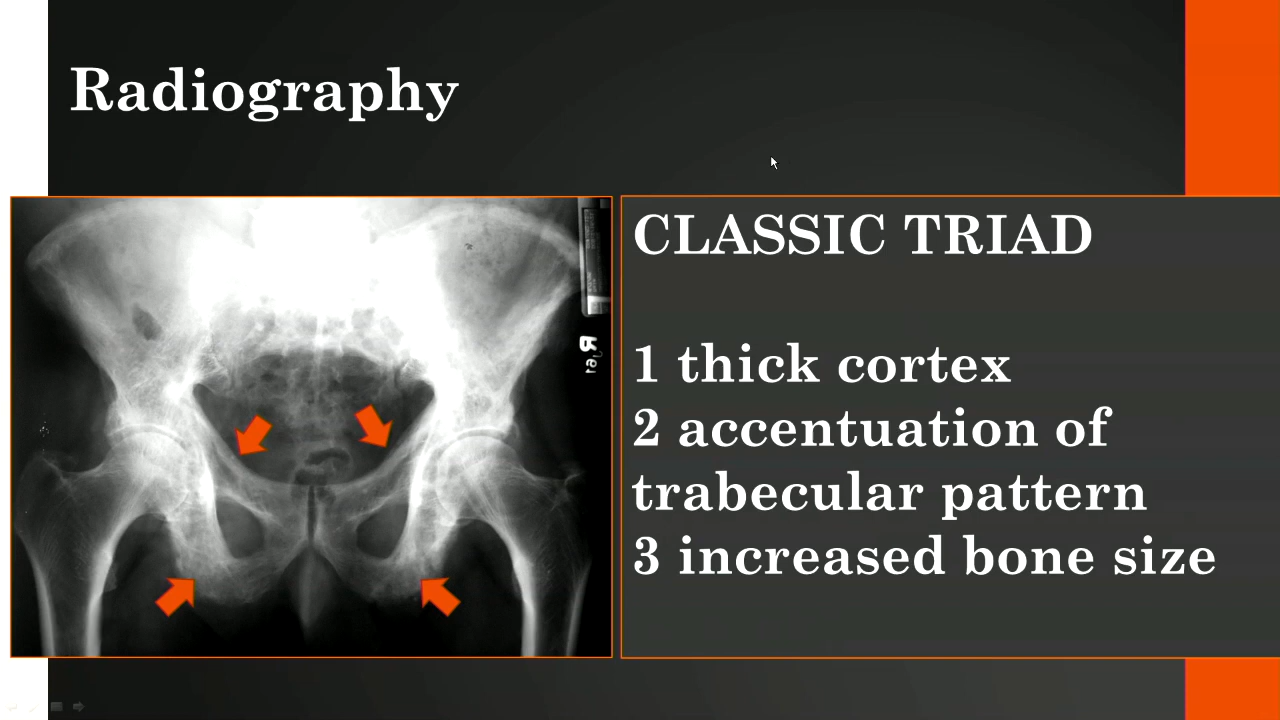 Radiography
CLASSIC TRIAD
1 thick cortex
2 accentuation of
trabecular pattern
3 increased bone size
R